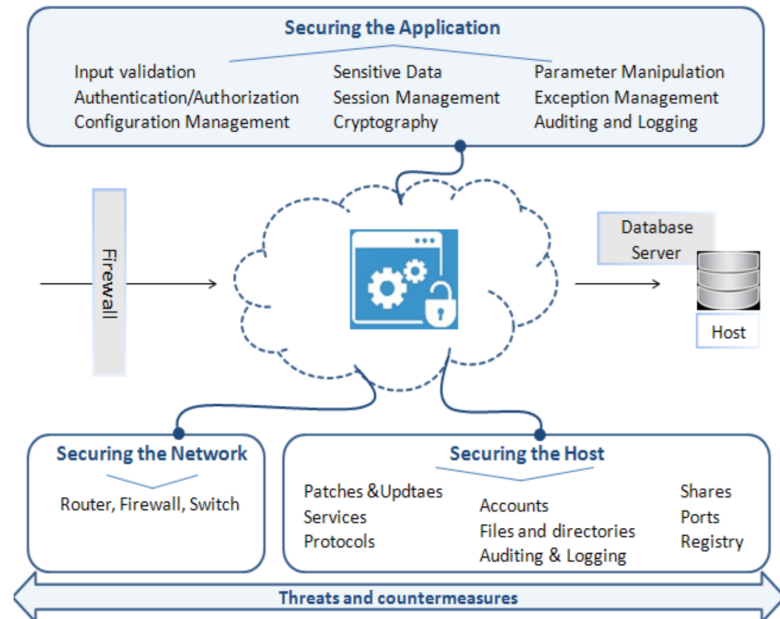 Securing the Application
Input validation
Authentication/Authorization
Configuration Management
Sensitive Data
Session Management
Cryptography
Parameter Manipulation
Exception Management
Auditing and Logging
Firewall
Database
Server
Host
Securing the Network
Router, Firewall, Switch
Securing the Host
Patches &Updtaes
Services
Protocols
Accounts
Files and directories
Auditing & Logging
Shares
Ports
Registry
Threats and countermeasures